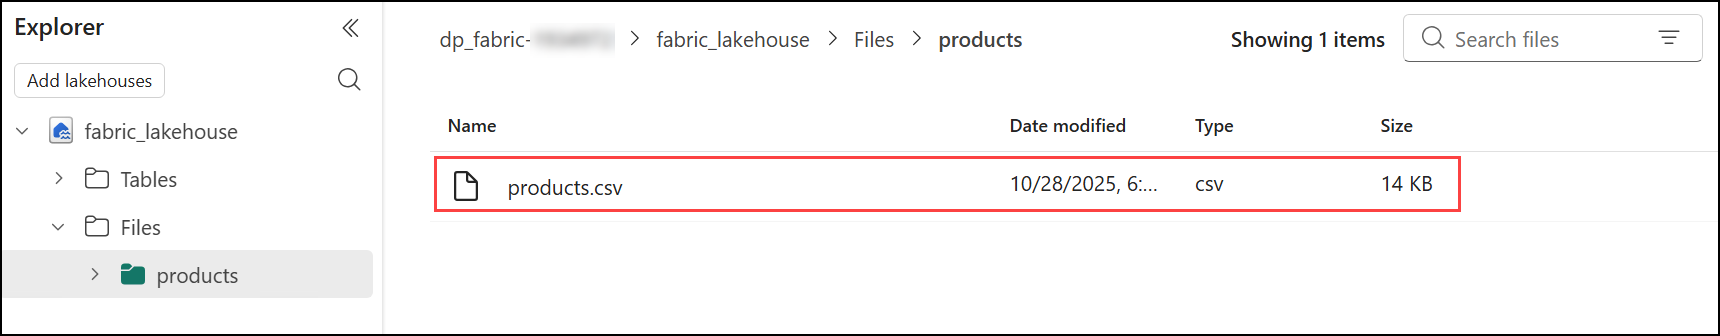 Explorer
Add lakehouses
fabric_lakehouse
Tables
Files
products
dp_fabric- > fabric_lakehouse > Files > products
Showing 1 items
Search files
Name Date modified Type Size
products.csv 10/28/2025, 6:... csv 14 KB